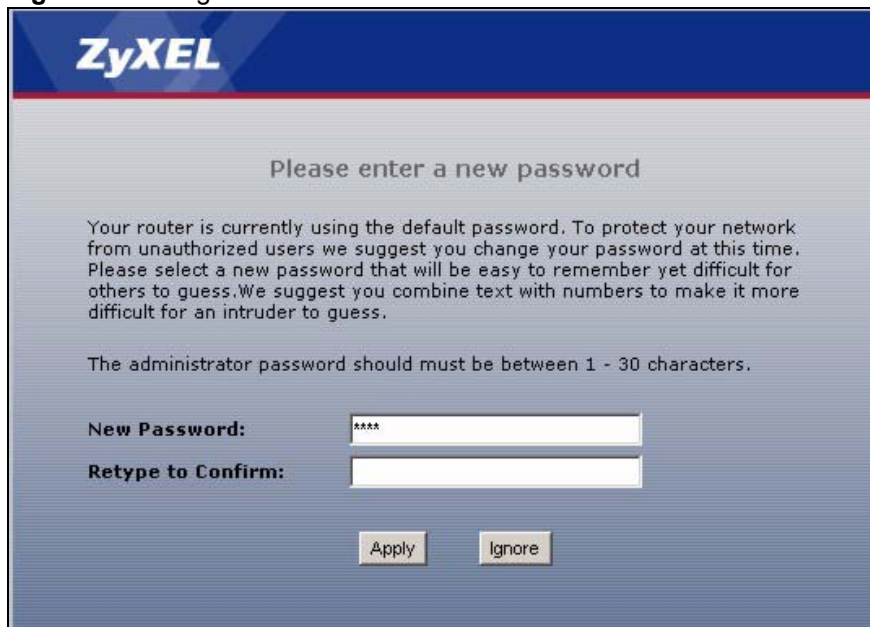 ZyXEL
Please enter a new password
Your router is currently using the default password. To protect your network
from unauthorized users we suggest you change your password at this time.
Please select a new password that will be easy to remember yet difficult for
others to guess.We suggest you combine text with numbers to make it more
difficult for an intruder to guess.
The administrator password should must be between 1 - 30 characters.
New Password: ****
Retype to Confirm:
Apply Ignore